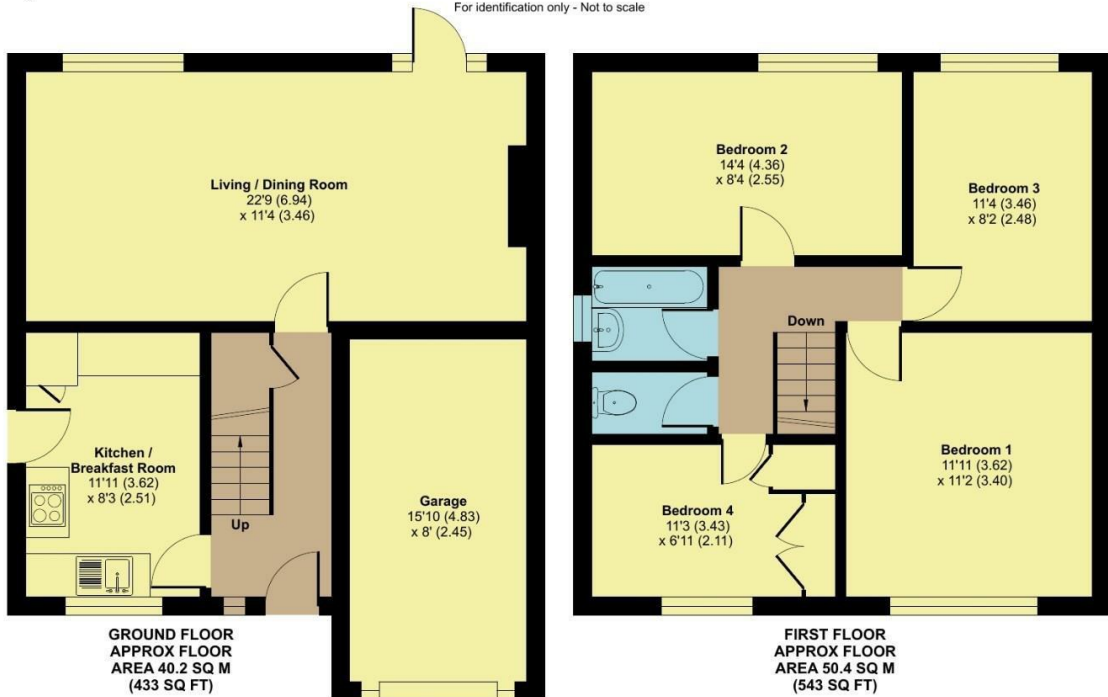 For identification only - Not to scale
Living / Dining Room
22'9 (6.94)
x 11'4 (3.46)
Kitchen /
Breakfast Room
11'11 (3.62)
x 8'3 (2.51)
Up
Garage
15'10 (4.83)
x 8' (2.45)
GROUND FLOOR
APPROX FLOOR
AREA 40.2 SQ M
(433 SQ FT)
Bedroom 2
14'4 (4.36)
x 8'4 (2.55)
Bedroom 3
11'4 (3.46)
x 8'2 (2.48)
Down
Bedroom 1
11'11 (3.62)
x 11'2 (3.40)
Bedroom 4
11'3 (3.43)
x 6'11 (2.11)
FIRST FLOOR
APPROX FLOOR
AREA 50.4 SQ M
(543 SQ FT)